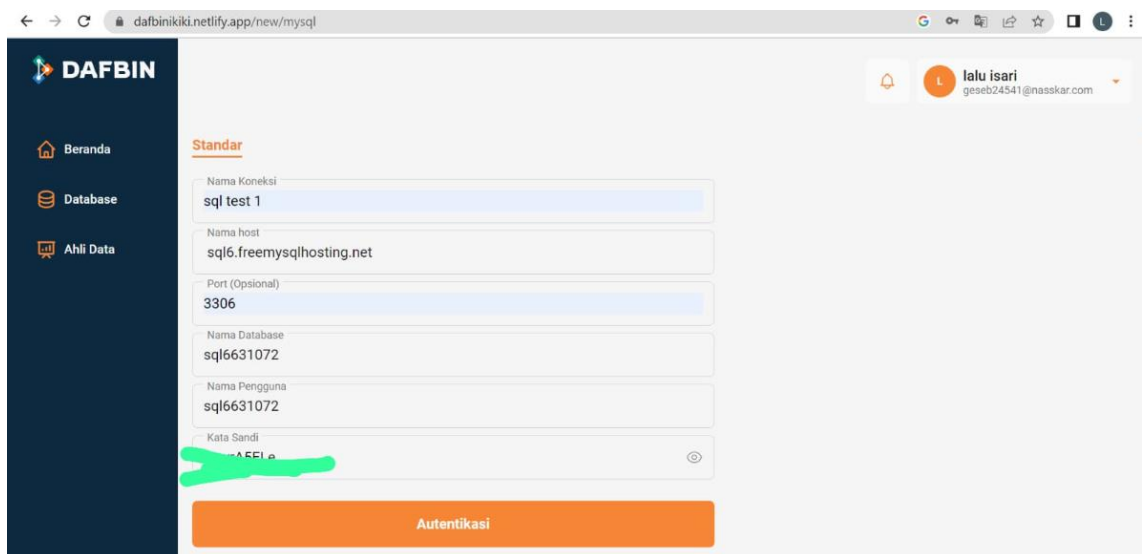 dafbinikiki.netlify.app/new/mysql
G
L
DAFBIN
L
lalu isari
geseb24541@nasskar.com
Beranda
Database
Ahli Data
Standar
Nama Koneksi
sql test 1
Nama host
sql6.freemysqlhosting.net
Port (Opsional)
3306
Nama Database
sql6631072
Nama Pengguna
sql6631072
Kata Sandi
Autentikasi